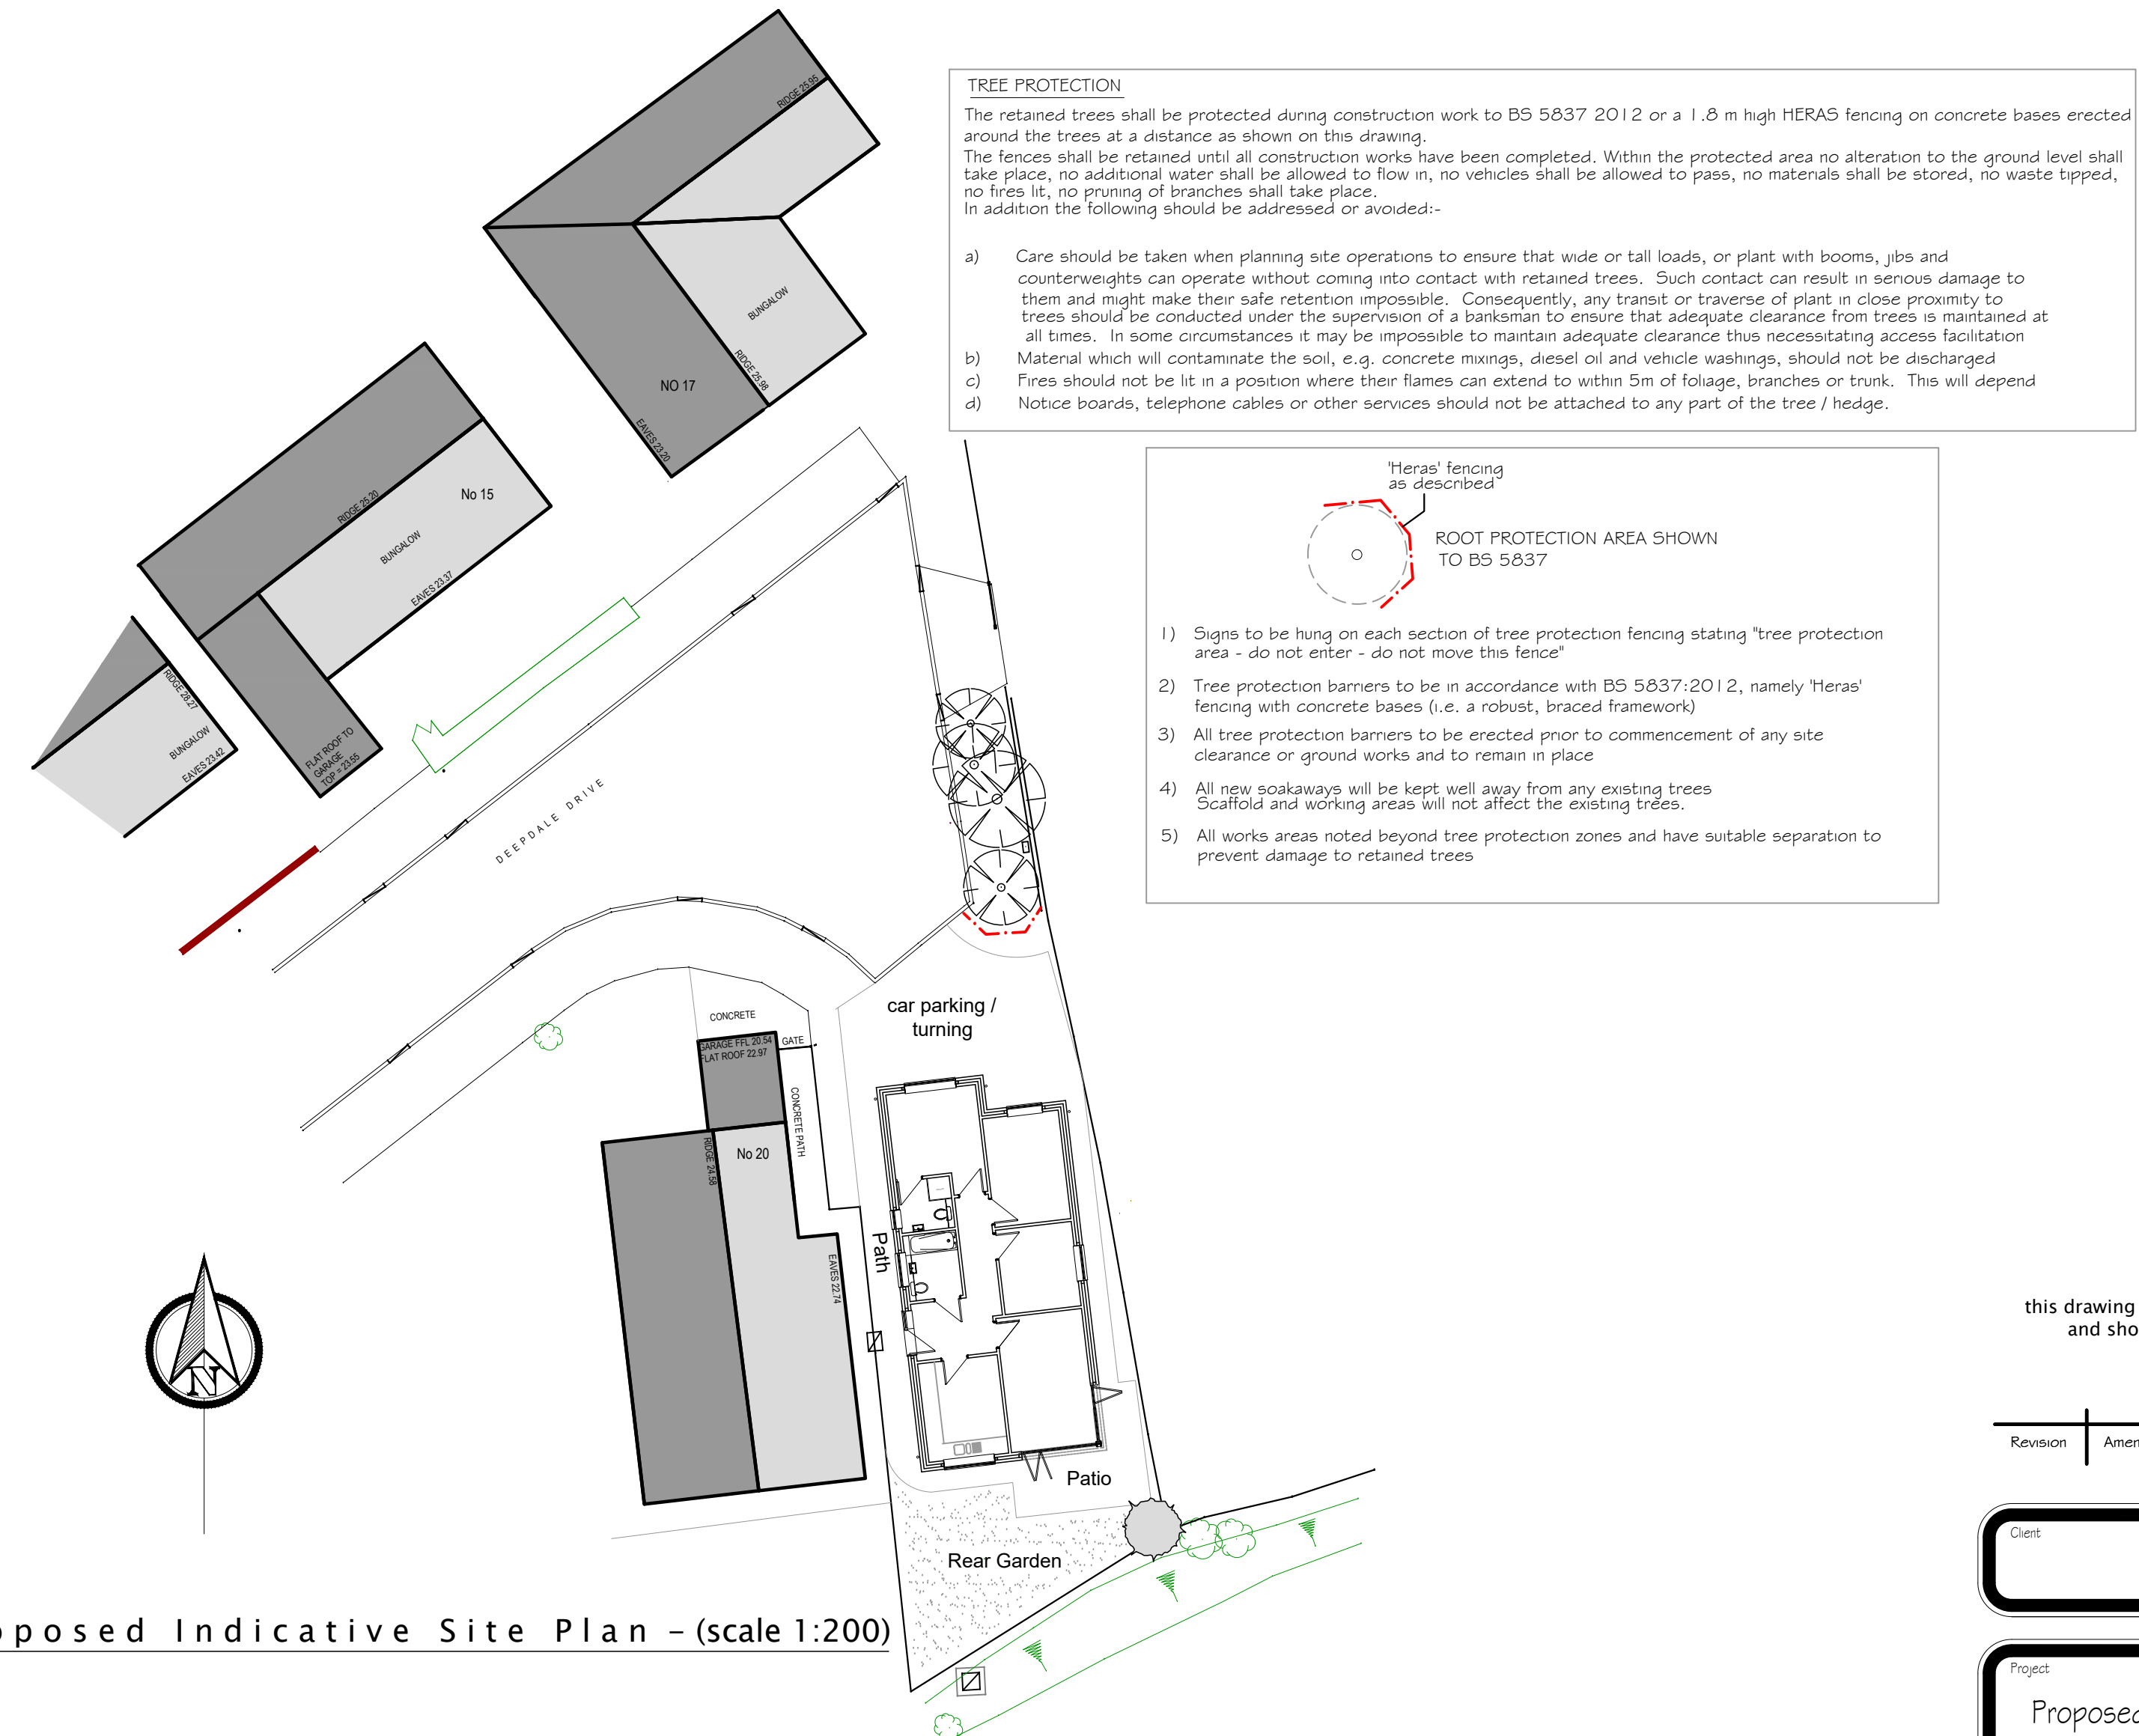 TREE PROTECTION
The retained trees shall be protected during construction work to BS 5837 2012 or a 1.8 m high HERAS fencing on concrete bases erected
around the trees at a distance as shown on this drawing.
The fences shall be retained until all construction works have been completed. Within the protected area no alteration to the ground level shall
take place, no additional water shall be allowed to flow in, no vehicles shall be allowed to pass, no materials shall be stored, no waste tipped,
no fires lit, no pruning of branches shall take place.
In addition the following should be addressed or avoided:-
a) Care should be taken when planning site operations to ensure that wide or tall loads, or plant with booms, jibs and
counterweights can operate without coming into contact with retained trees. Such contact can result in serious damage to
them and might make their safe retention impossible. Consequently, any transit or traverse of plant in close proximity to
trees should be conducted under the supervision of a banksman to ensure that adequate clearance from trees is maintained at
all times. In some circumstances it may be impossible to maintain adequate clearance thus necessitating access facilitation
b) Material which will contaminate the soil, e.g. concrete mixings, diesel oil and vehicle washings, should not be discharged
c) Fires should not be lit in a position where their flames can extend to within 5m of foliage, branches or trunk. This will depend
d) Notice boards, telephone cables or other services should not be attached to any part of the tree / hedge.
'Heras' fencing
as described
ROOT PROTECTION AREA SHOWN
TO BS 5837
1) Signs to be hung on each section of tree protection fencing stating "tree protection
area - do not enter - do not move this fence"
2) Tree protection barriers to be in accordance with BS 5837:2012, namely 'Heras'
fencing with concrete bases (i.e. a robust, braced framework)
3) All tree protection barriers to be erected prior to commencement of any site
clearance or ground works and to remain in place
4) All new soakaways will be kept well away from any existing trees
Scaffold and working areas will not affect the existing trees.
5) All works areas noted beyond tree protection zones and have suitable separation to
prevent damage to retained trees
RIDGE 25.95
BUNGALOW
RIDGE 25.98
NO 17
EAVES 23.20
RIDGE 25.20
No 15
BUNGALOW
EAVES 23.37
RIDGE 26.27
BUNGALOW
EAVES 23.42
FLAT ROOF TO
GARAGE
TOP = 23.55
DEEPDALE DRIVE
car parking /
turning
CONCRETE
GARAGE FFL 20.54
FLAT ROOF 22.97
GATE
CONCRETE PATH
RIDGE 24.58
No 20
EAVES 22.74
Path
Patio
Rear Garden
N
oposed Indicative Site Plan - (scale 1:200)
this drawing
and sho
Revision
Amen
Client
Project
Proposed